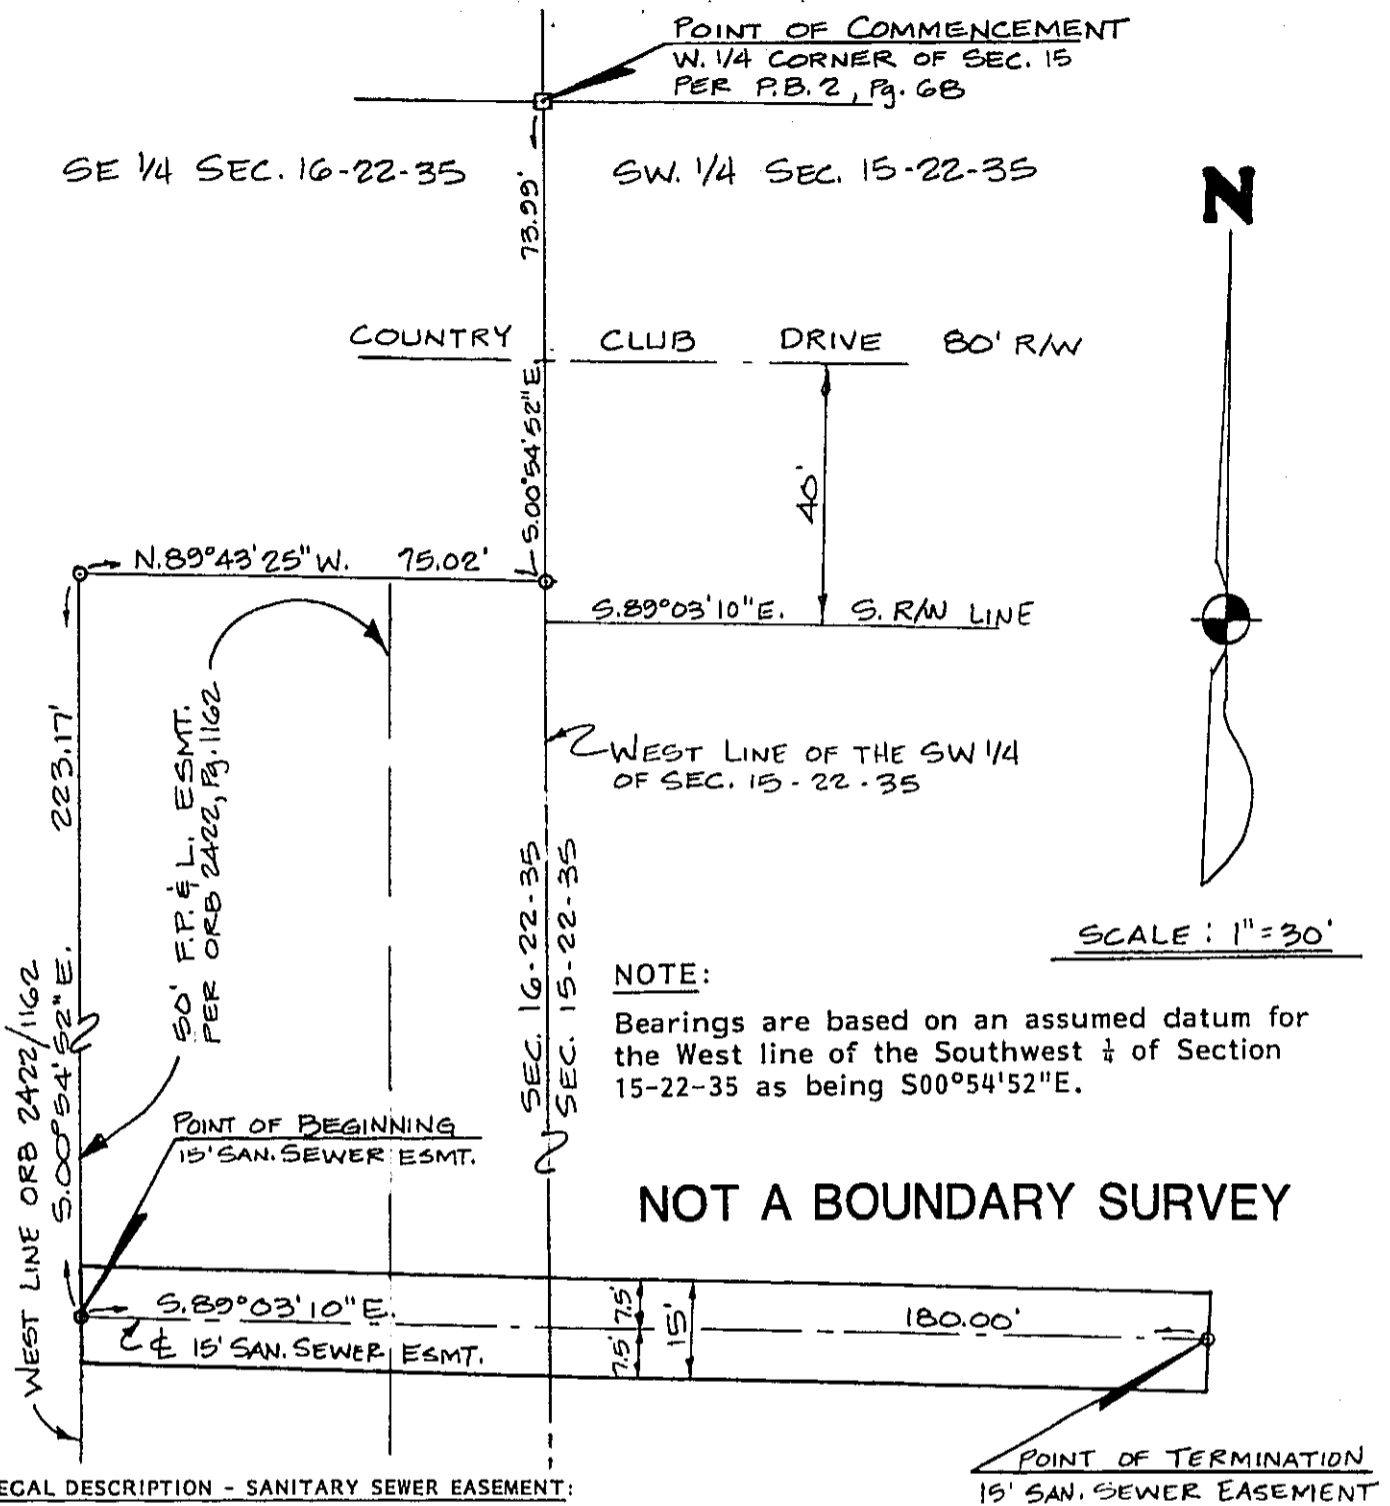 POINT OF COMMENCEMENT
W. 1/4 CORNER OF SEC. 15
PER P.B. 2, Pg. 68
SE 1/4 SEC. 16-22-35
SW. 1/4 SEC. 15-22-35
N
73.99'
COUNTRY CLUB DRIVE 80' R/W
S.00°54'52"E.
40'
N.89°43'25"W. 75.02'
S.89°03'10"E. S. R/W LINE
223.17'
S.00°54'52"E.
50' F.P. & L. ESMT.
PER ORB 2422, Pg. 1162
WEST LINE OF THE SW 1/4
OF SEC. 15-22-35
SEC. 16-22-35
SEC. 15-22-35
SCALE: 1"=30'
NOTE:
Bearings are based on an assumed datum for
the West line of the Southwest ¼ of Section
15-22-35 as being S00°54'52"E.
WEST LINE ORB 2422/1162
POINT OF BEGINNING
15' SAN. SEWER ESMT.
NOT A BOUNDARY SURVEY
S.89°03'10"E.
7.5'
7.5'
15'
180.00'
℄ 15' SAN. SEWER ESMT.
POINT OF TERMINATION
15' SAN. SEWER EASEMENT
EGAL DESCRIPTION - SANITARY SEWER EASEMENT: